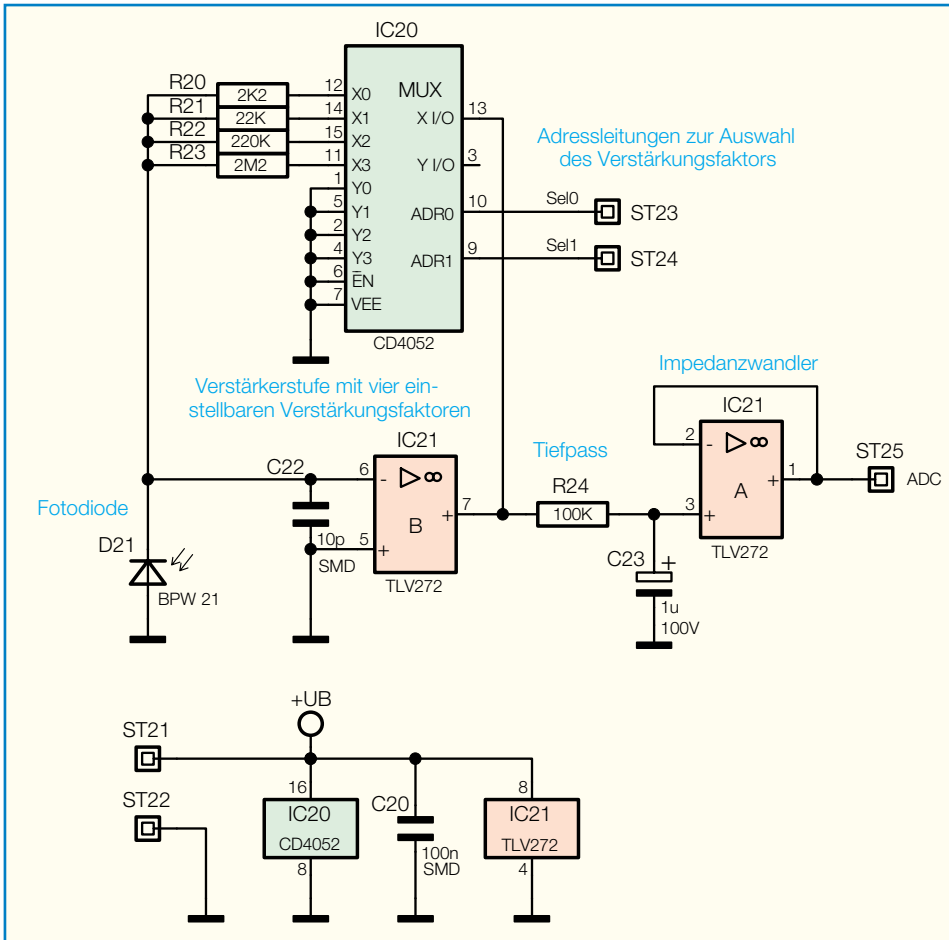 IC20
MUX
R20 2K2 12 X0
R21 22K 14 X1
R22 220K 15 X2
R23 2M2 11 X3
1 Y0
5 Y1
2 Y2
4 Y3
6 EN
7 VEE
X I/O 13
Y I/O 3
ADR0 10 Sel0 ST23
ADR1 9 Sel1 ST24
CD4052
Adressleitungen zur Auswahl
des Verstärkungsfaktors
Verstärkerstufe mit vier ein-
stellbaren Verstärkungsfaktoren
Impedanzwandler
Fotodiode
D21
BPW 21
C22
10p
SMD
IC21
6 - ▷∞
B + 7
5 +
TLV272
Tiefpass
R24
100K
C23 +
1u
100V
IC21
2 - ▷∞
A + 1
3 +
TLV272
ST25
ADC
+UB
ST21
ST22
16
IC20
CD4052
8
C20
100n
SMD
8
IC21
TLV272
4